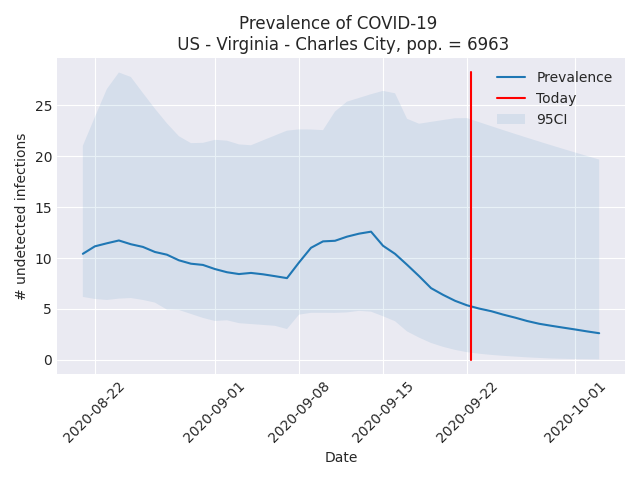 Prevalence of COVID-19
US - Virginia - Charles City, pop. = 6963
Prevalence
Today
95CI
# undetected infections
25
20
15
10
5
0
2020-08-22
2020-09-01
2020-09-08
2020-09-15
2020-09-22
2020-10-01
Date